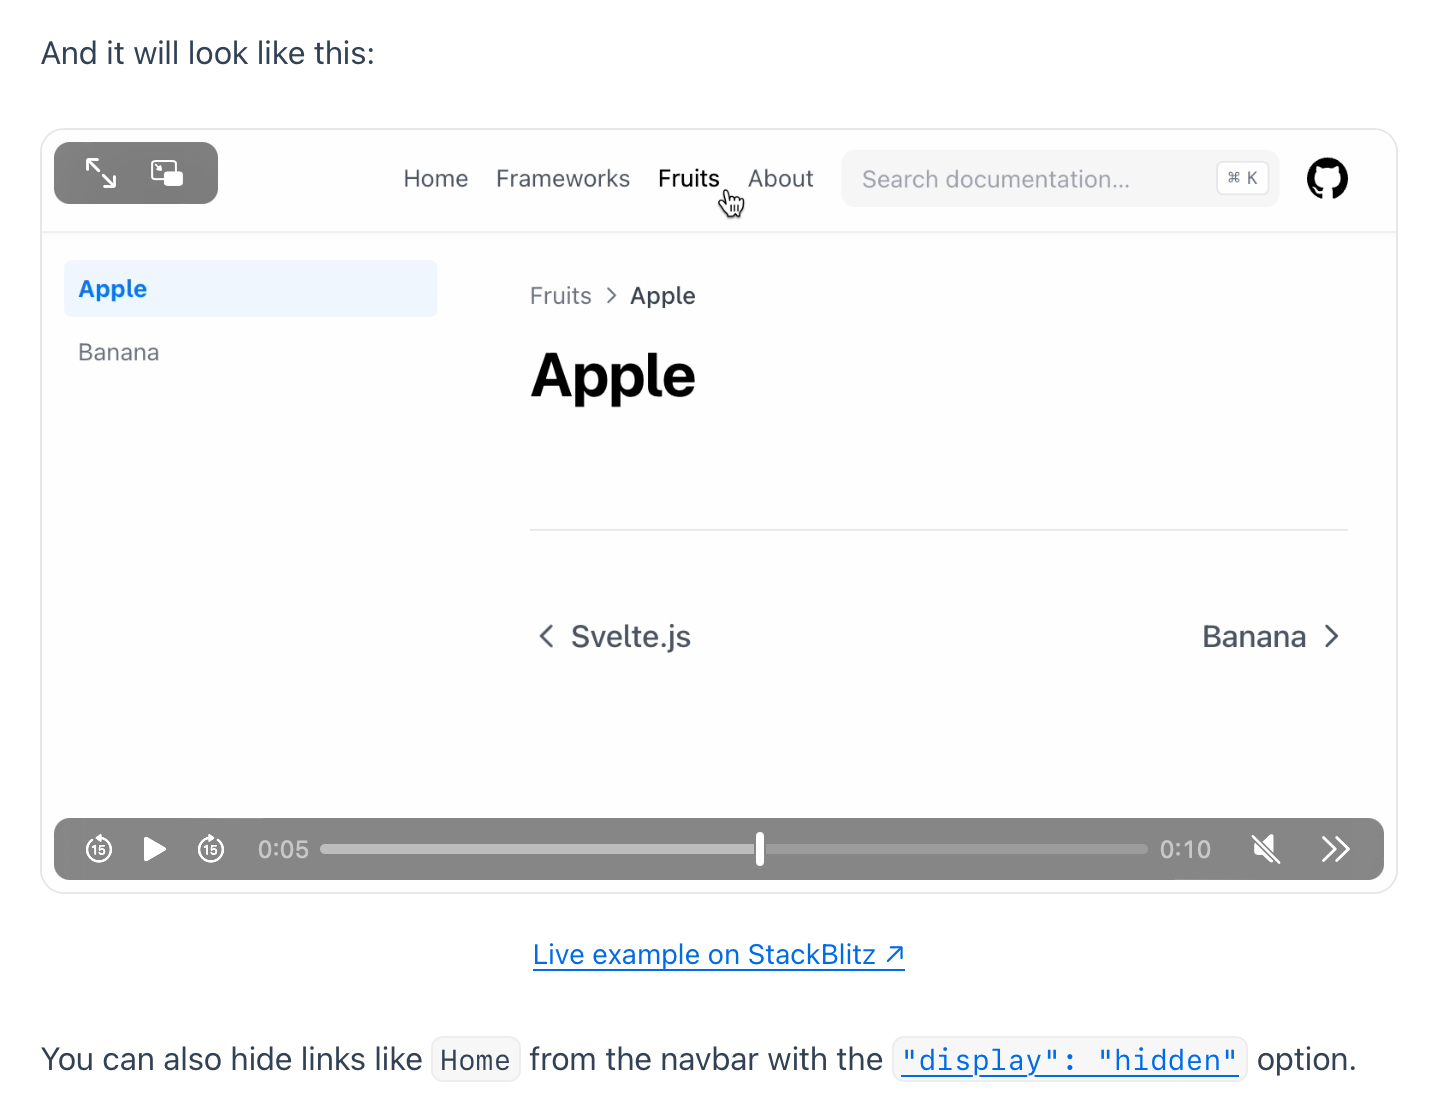 And it will look like this:
Home Frameworks Fruits About Search documentation... ⌘ K
Apple
Banana
Fruits > Apple
Apple
< Svelte.js Banana >
15 15 0:05 0:10
Live example on StackBlitz ↗
You can also hide links like Home from the navbar with the "display": "hidden" option.